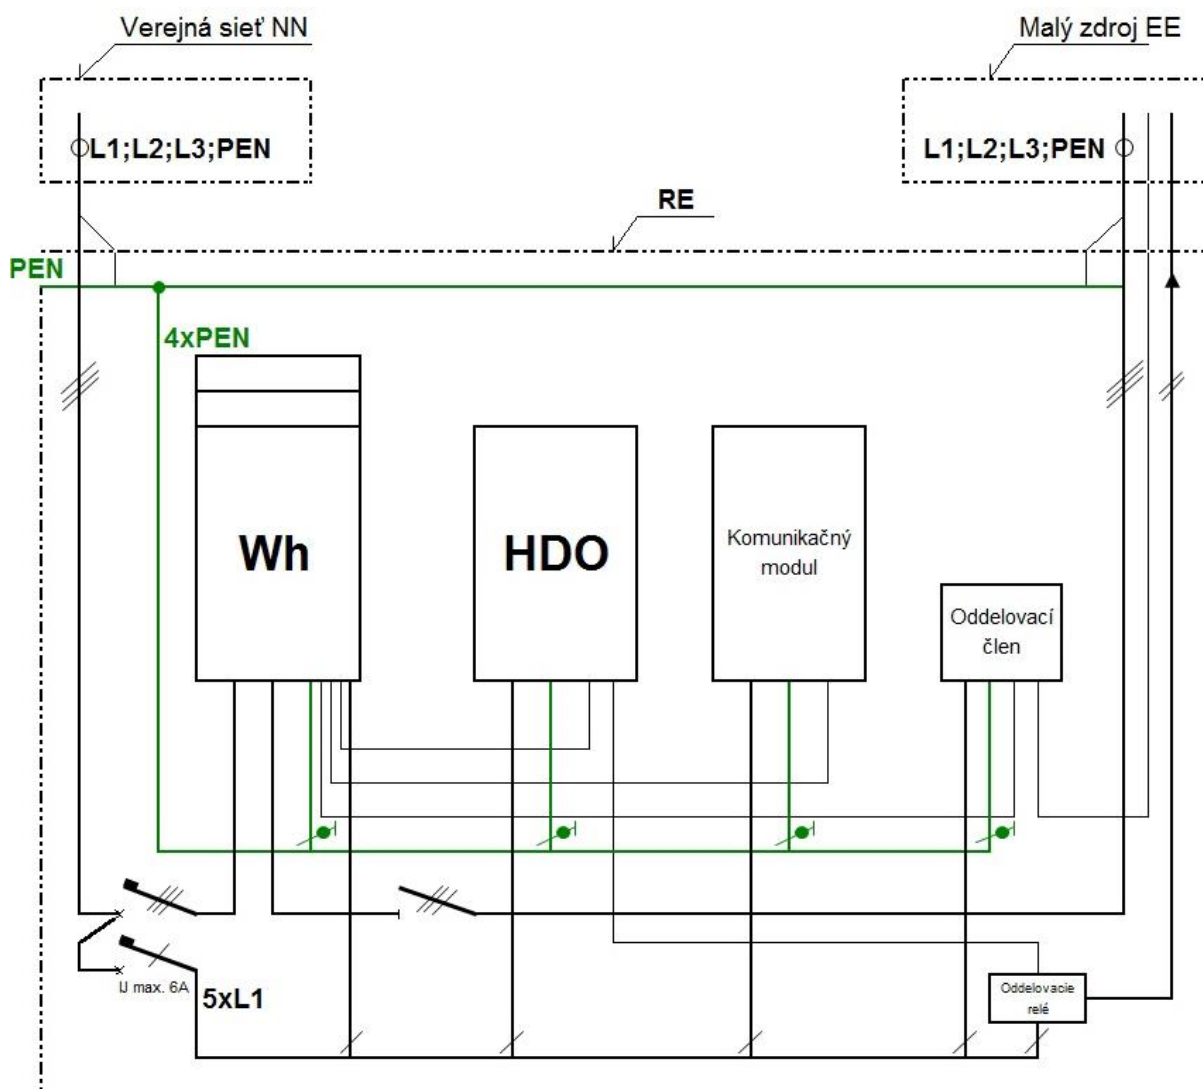 Verejná sieť NN
Malý zdroj EE
L1;L2;L3;PEN
L1;L2;L3;PEN
RE
PEN
4xPEN
Wh
HDO
Komunikačný
modul
Oddelovací
člen
IJ max. 6A
5xL1
Oddelovacie
relé